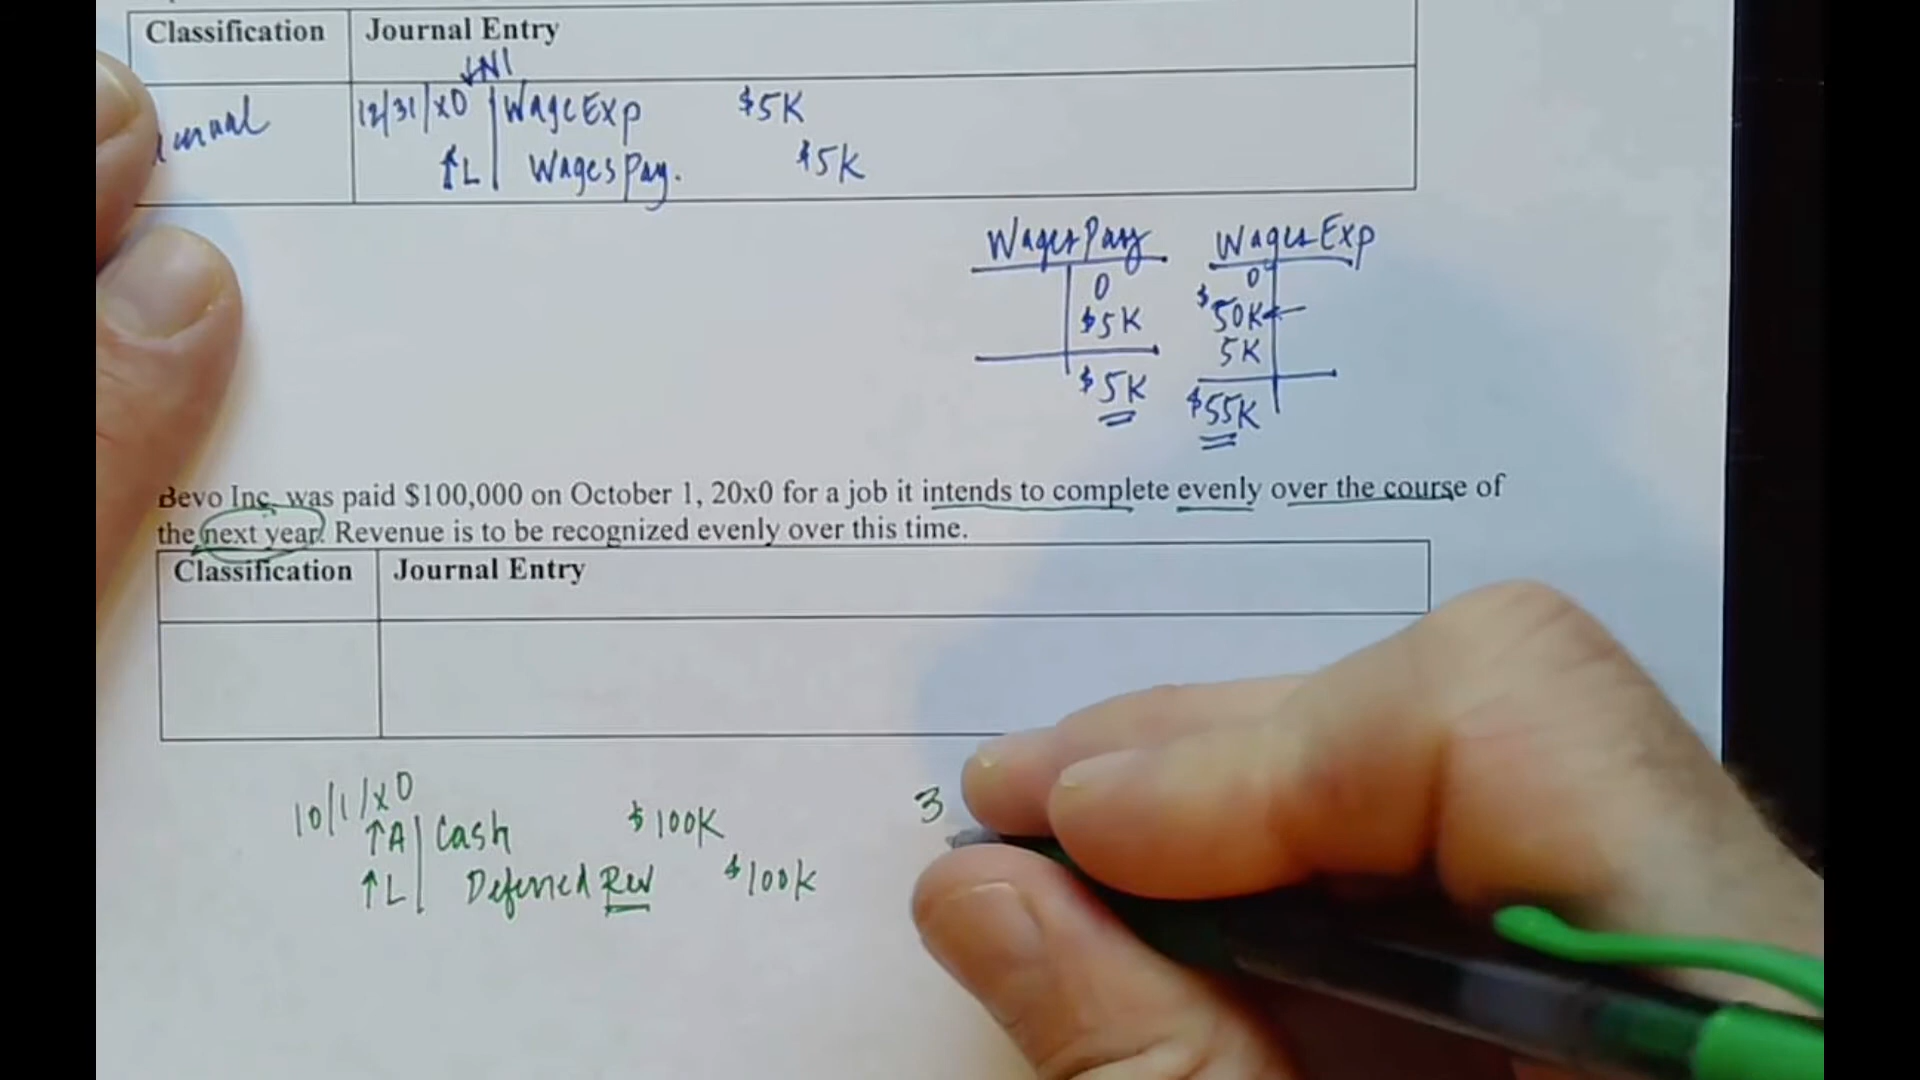 Classification Journal Entry
↓NI
12/31/x0 Wage Exp $5K
↑L Wages Pay. $5K
Wages Pay Wages Exp
0 0
$5K $50K
5K
$5K $55K
Bevo Inc. was paid $100,000 on October 1, 20x0 for a job it intends to complete evenly over the course of
the next year. Revenue is to be recognized evenly over this time.
Classification Journal Entry
10/1/x0
↑A Cash $100K
↑L Deferred Rev $100K
3